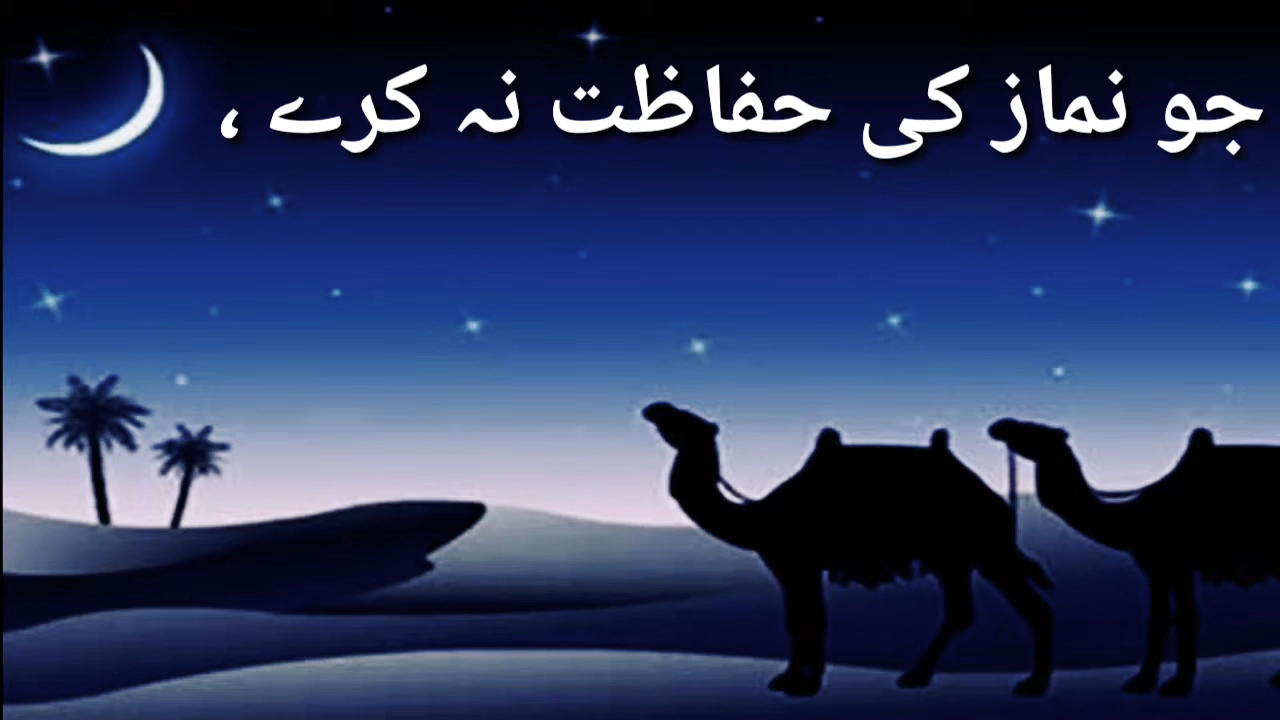 جو نماز کی حفاظت نہ کرے ،